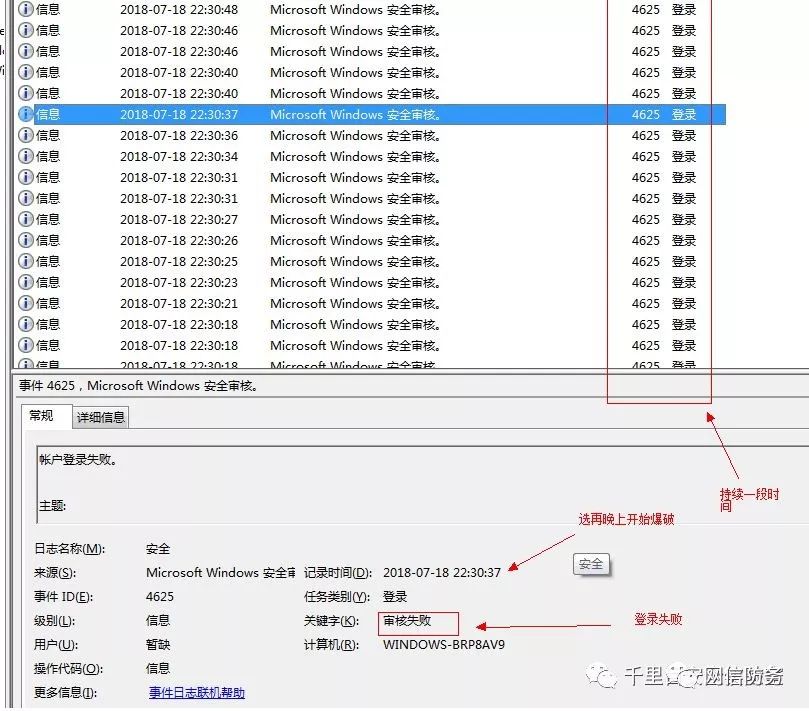 信息 2018-07-18 22:30:48 Microsoft Windows 安全审核。 4625 登录
信息 2018-07-18 22:30:46 Microsoft Windows 安全审核。 4625 登录
信息 2018-07-18 22:30:46 Microsoft Windows 安全审核。 4625 登录
信息 2018-07-18 22:30:40 Microsoft Windows 安全审核。 4625 登录
信息 2018-07-18 22:30:40 Microsoft Windows 安全审核。 4625 登录
信息 2018-07-18 22:30:37 Microsoft Windows 安全审核。 4625 登录
信息 2018-07-18 22:30:36 Microsoft Windows 安全审核。 4625 登录
信息 2018-07-18 22:30:34 Microsoft Windows 安全审核。 4625 登录
信息 2018-07-18 22:30:31 Microsoft Windows 安全审核。 4625 登录
信息 2018-07-18 22:30:31 Microsoft Windows 安全审核。 4625 登录
信息 2018-07-18 22:30:27 Microsoft Windows 安全审核。 4625 登录
信息 2018-07-18 22:30:26 Microsoft Windows 安全审核。 4625 登录
信息 2018-07-18 22:30:25 Microsoft Windows 安全审核。 4625 登录
信息 2018-07-18 22:30:23 Microsoft Windows 安全审核。 4625 登录
信息 2018-07-18 22:30:21 Microsoft Windows 安全审核。 4625 登录
信息 2018-07-18 22:30:18 Microsoft Windows 安全审核。 4625 登录
信息 2018-07-18 22:30:18 Microsoft Windows 安全审核。 4625 登录
信息 2018-07-18 22:30:18 Microsoft Windows 安全审核。 4625 登录
事件 4625，Microsoft Windows 安全审核。
常规 详细信息
帐户登录失败。
持续一段时
间
主题:
选再晚上开始爆破
日志名称(M): 安全
来源(S): Microsoft Windows 安全审 记录时间(D): 2018-07-18 22:30:37
安全
事件 ID(E): 4625 任务类别(Y): 登录
级别(L): 信息 关键字(K): 审核失败
登录失败
用户(U): 暂缺 计算机(R): WINDOWS-BRP8AV9
操作代码(O): 信息
更多信息(I): 事件日志联机帮助
千里
网信防务